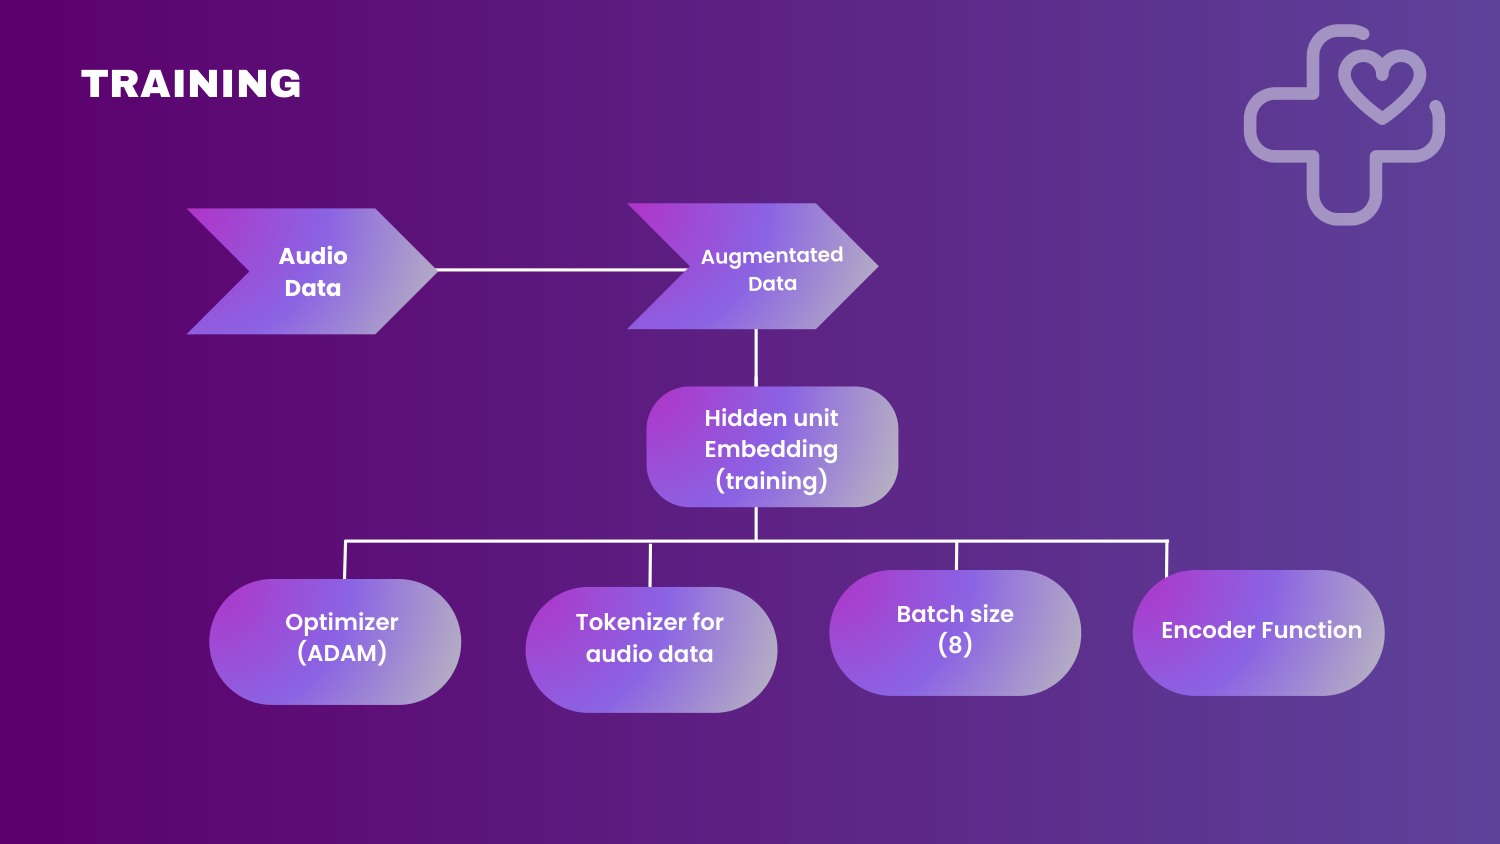 TRAINING
Audio
Data
Augmentated
Data
Hidden unit
Embedding
(training)
Optimizer
(ADAM)
Tokenizer for
audio data
Batch size
(8)
Encoder Function